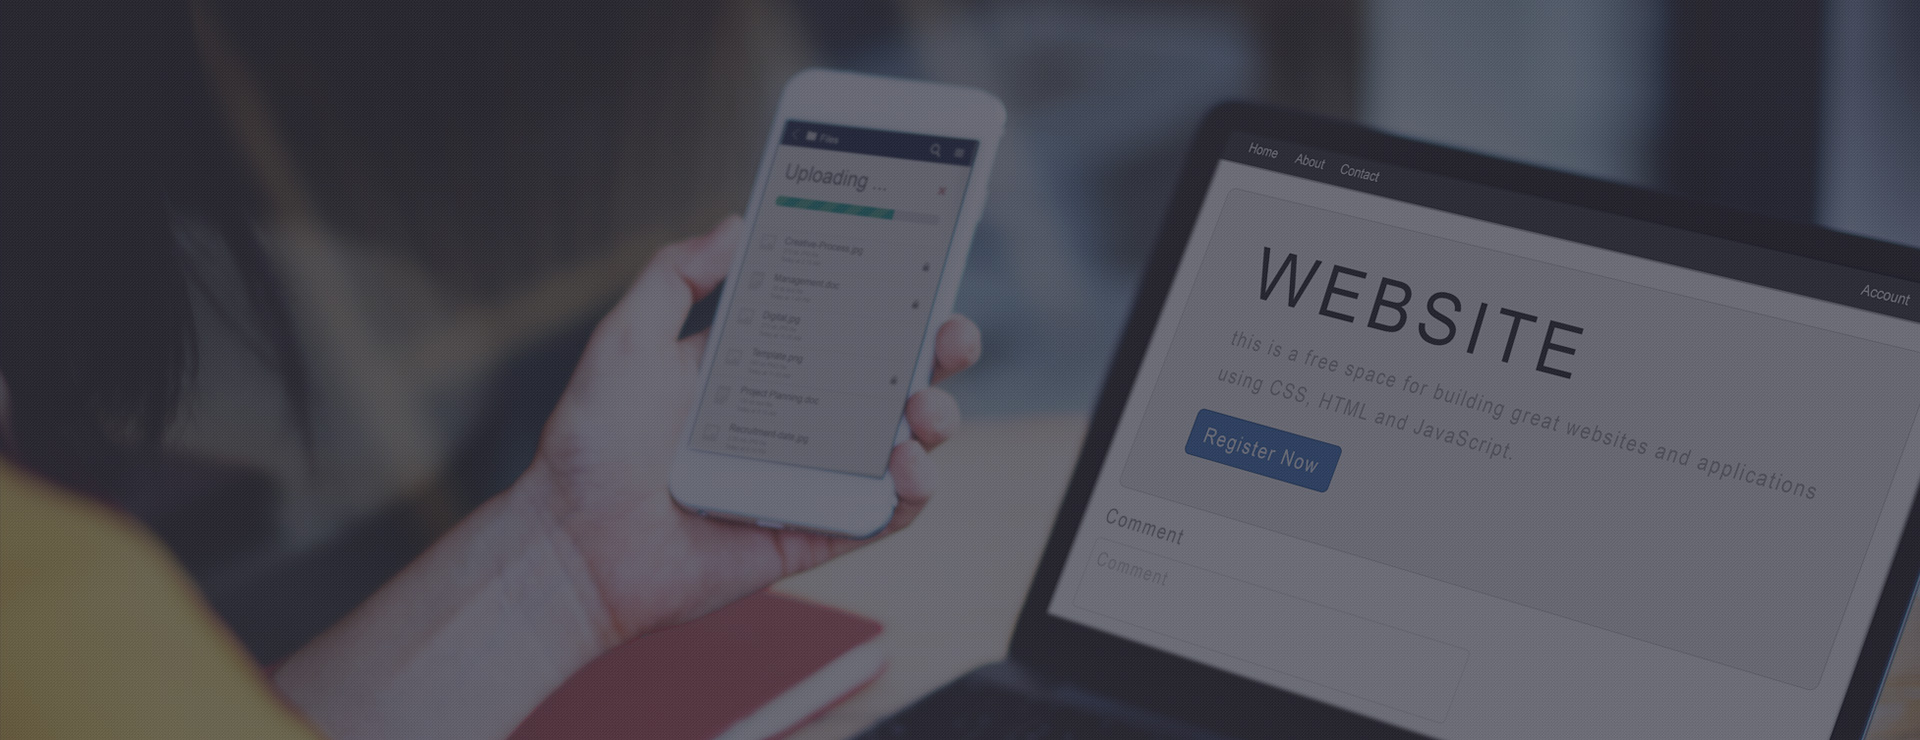 Files
Uploading ...
Creative-Process.jpg
Management.doc
Digital.jpg
Template.png
Project Planning.doc
Recruitment-date.jpg
Home About Contact
Account
WEBSITE
this is a free space for building great websites and applications
using CSS, HTML and JavaScript.
Register Now
Comment
Comment